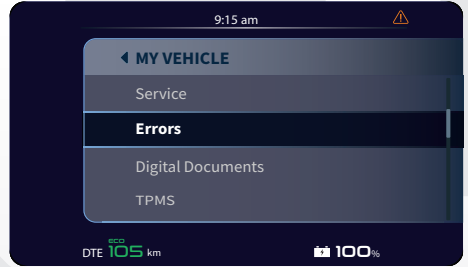 9:15 am
MY VEHICLE
Service
Errors
Digital Documents
TPMS
ECO
DTE 105 km
100%